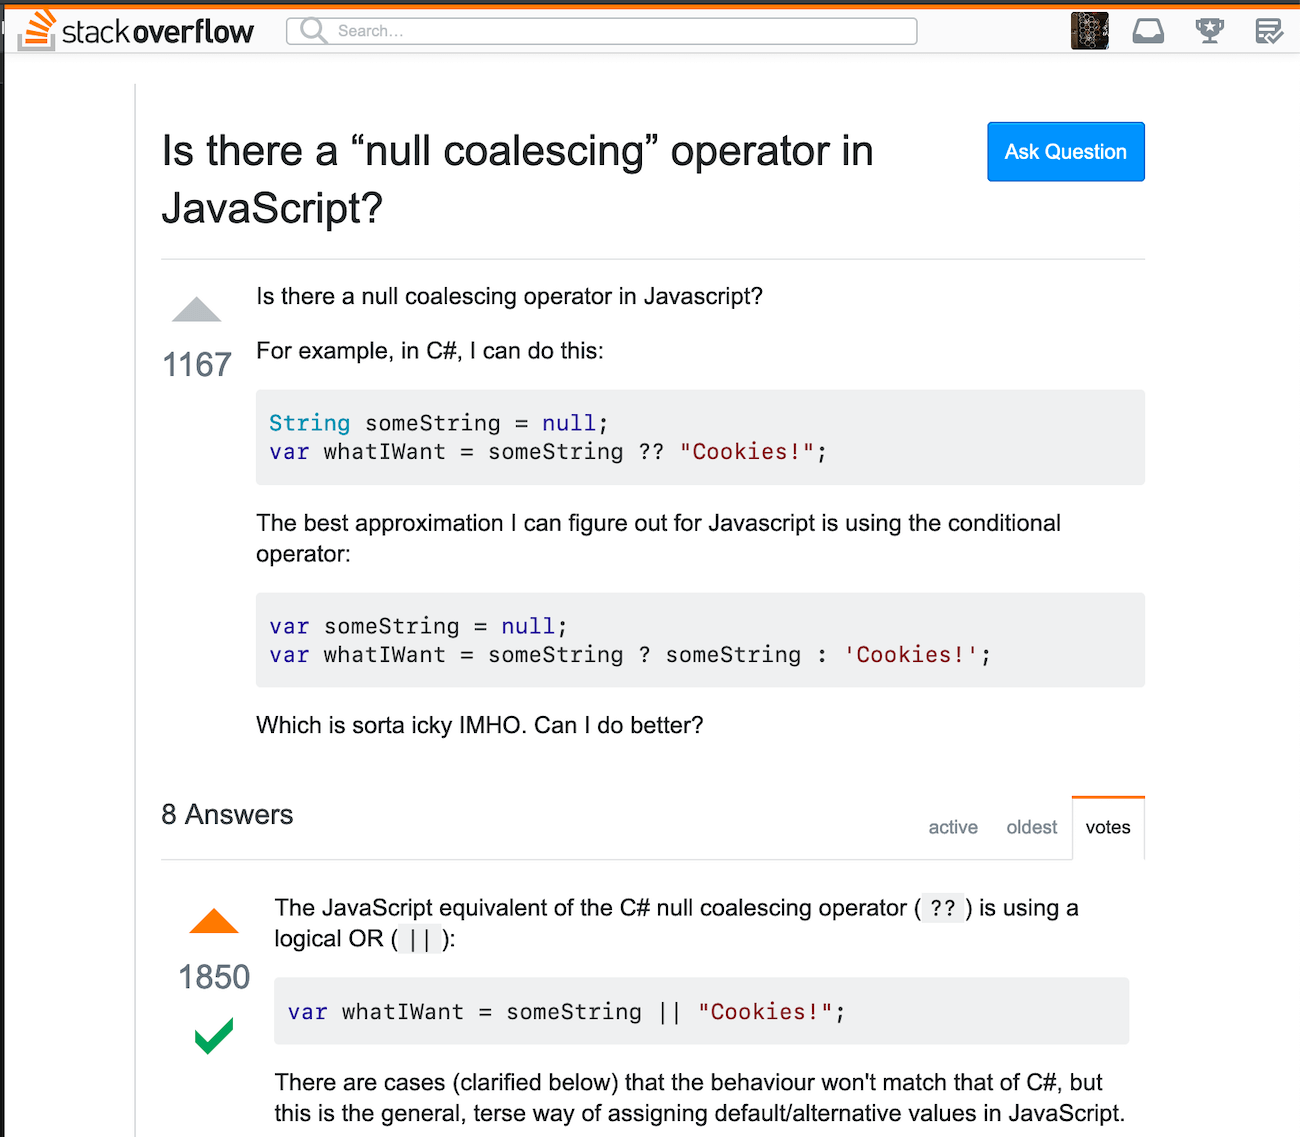 stackoverflow
Search...
Is there a “null coalescing” operator in
JavaScript?
Ask Question
Is there a null coalescing operator in Javascript?
1167
For example, in C#, I can do this:
String someString = null;
var whatIWant = someString ?? "Cookies!";
The best approximation I can figure out for Javascript is using the conditional
operator:
var someString = null;
var whatIWant = someString ? someString : 'Cookies!';
Which is sorta icky IMHO. Can I do better?
8 Answers
active oldest votes
The JavaScript equivalent of the C# null coalescing operator ( ?? ) is using a
logical OR ( || ):
1850
var whatIWant = someString || "Cookies!";
There are cases (clarified below) that the behaviour won't match that of C#, but
this is the general, terse way of assigning default/alternative values in JavaScript.